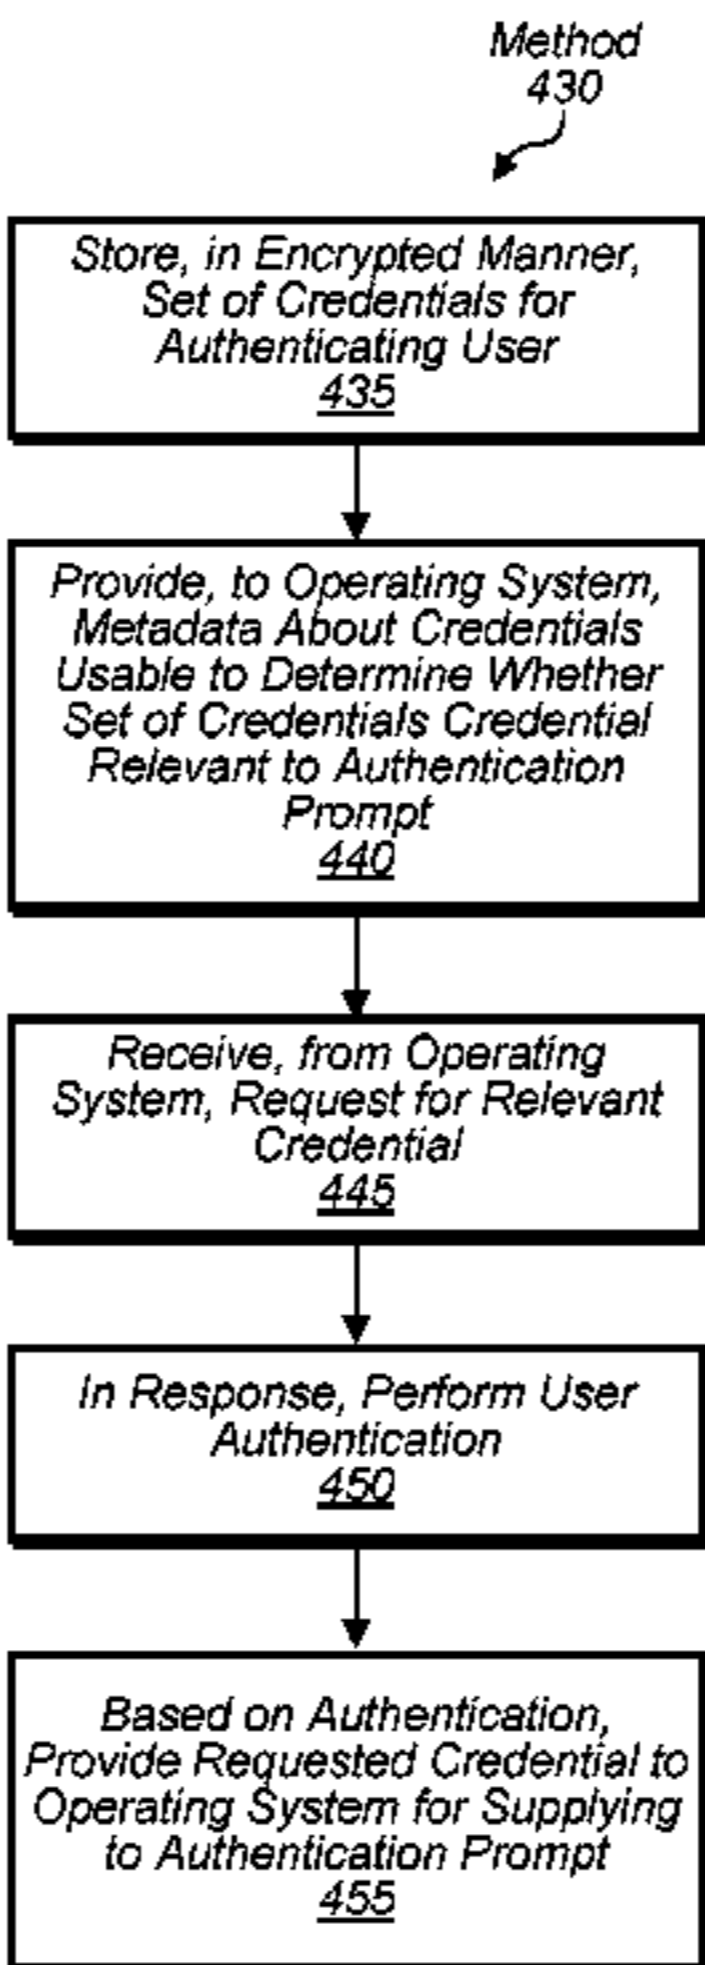 Method
430
Store, in Encrypted Manner,
Set of Credentials for
Authenticating User
435
Provide, to Operating System,
Metadata About Credentials
Usable to Determine Whether
Set of Credentials Credential
Relevant to Authentication
Prompt
440
Receive, from Operating
System, Request for Relevant
Credential
445
In Response, Perform User
Authentication
450
Based on Authentication,
Provide Requested Credential to
Operating System for Supplying
to Authentication Prompt
455